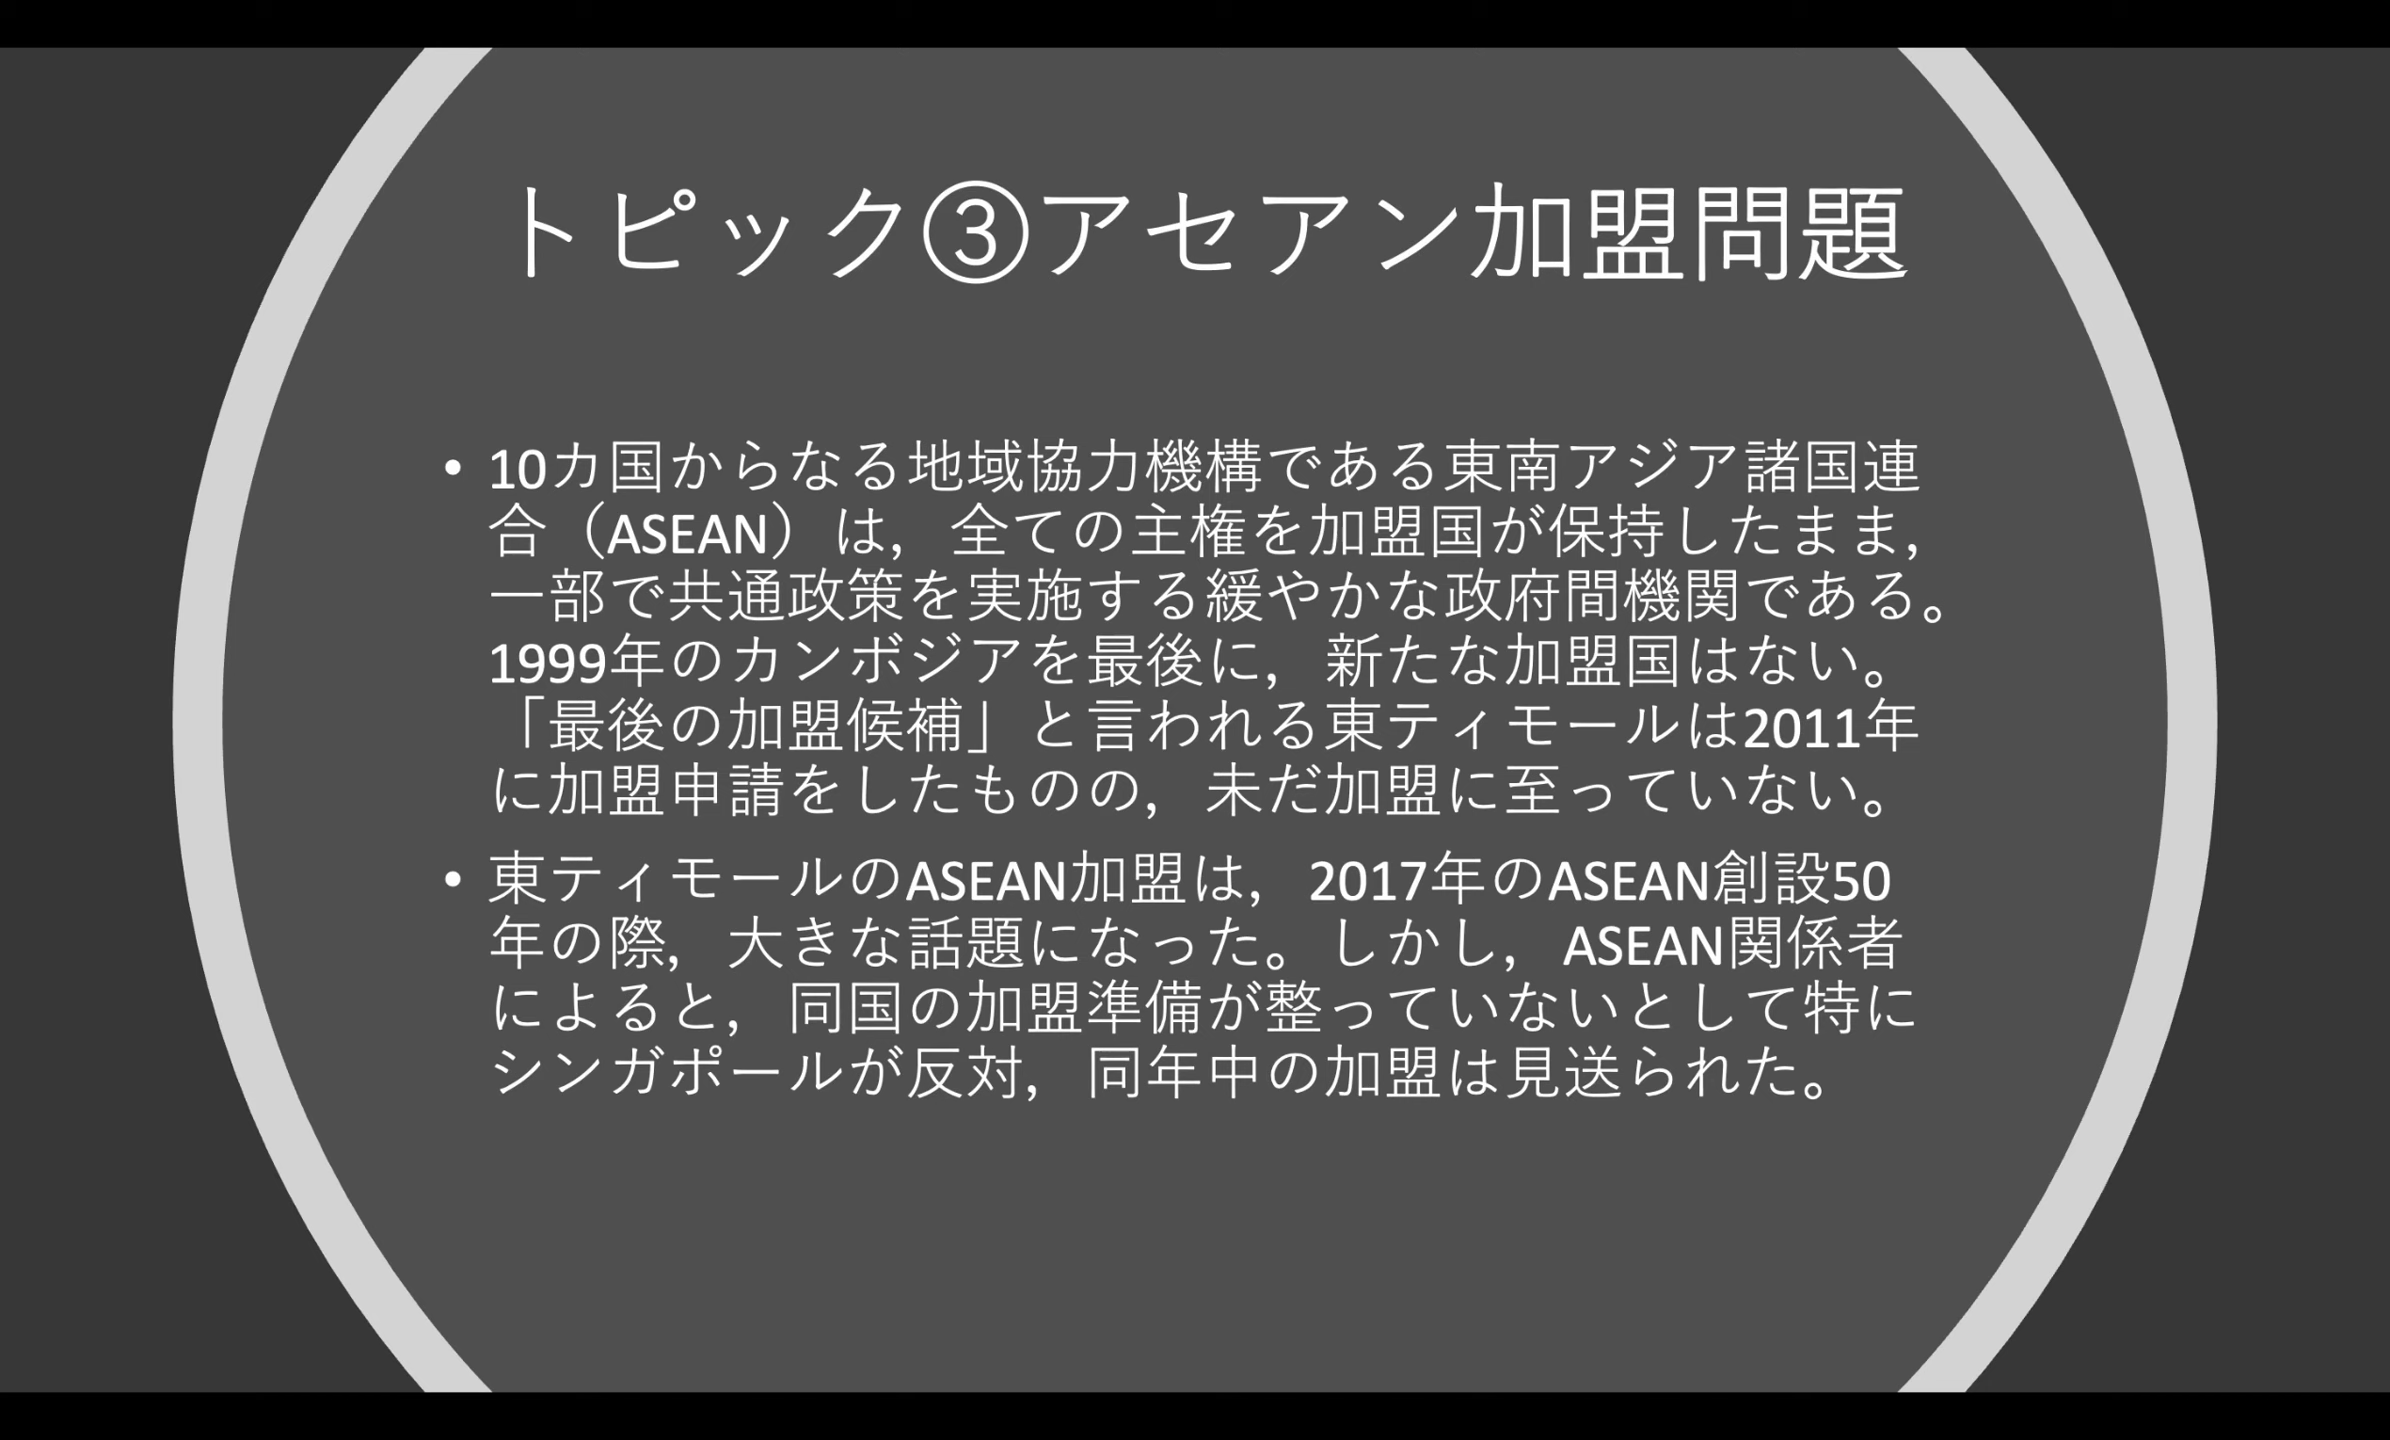 トピック③アセアン加盟問題
• 10カ国からなる地域協力機構である東南アジア諸国連
合（ASEAN）は，全ての主権を加盟国が保持したまま，
一部で共通政策を実施する緩やかな政府間機関である。
1999年のカンボジアを最後に，新たな加盟国はない。
「最後の加盟候補」と言われる東ティモールは2011年
に加盟申請をしたものの，未だ加盟に至っていない。
• 東ティモールのASEAN加盟は，2017年のASEAN創設50
年の際，大きな話題になった。しかし，ASEAN関係者
によると，同国の加盟準備が整っていないとして特に
シンガポールが反対，同年中の加盟は見送られた。